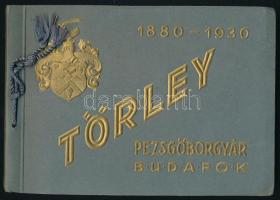 1880-1930
TÖRLEY
PEZSGŐBORGYÁR
BUDAFOK
darabanth